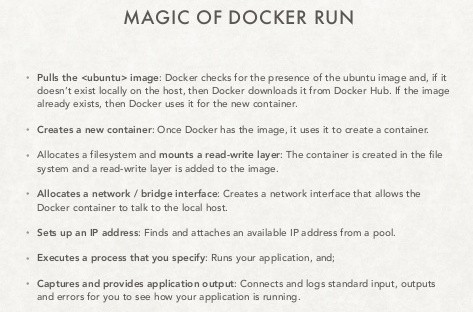 MAGIC OF DOCKER RUN
• Pulls the <ubuntu> image: Docker checks for the presence of the ubuntu image and, if it
doesn't exist locally on the host, then Docker downloads it from Docker Hub. If the image
already exists, then Docker uses it for the new container.
• Creates a new container: Once Docker has the image, it uses it to create a container.
• Allocates a filesystem and mounts a read-write layer: The container is created in the file
system and a read-write layer is added to the image.
• Allocates a network / bridge interface: Creates a network interface that allows the
Docker container to talk to the local host.
• Sets up an IP address: Finds and attaches an available IP address from a pool.
• Executes a process that you specify: Runs your application, and;
• Captures and provides application output: Connects and logs standard input, outputs
and errors for you to see how your application is running.